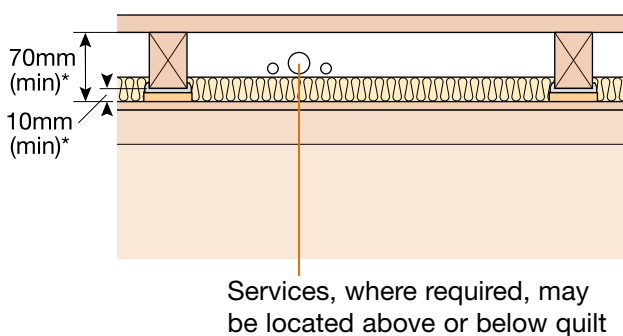 70mm
(min)*
10mm
(min)*
Services, where required, may
be located above or below quilt